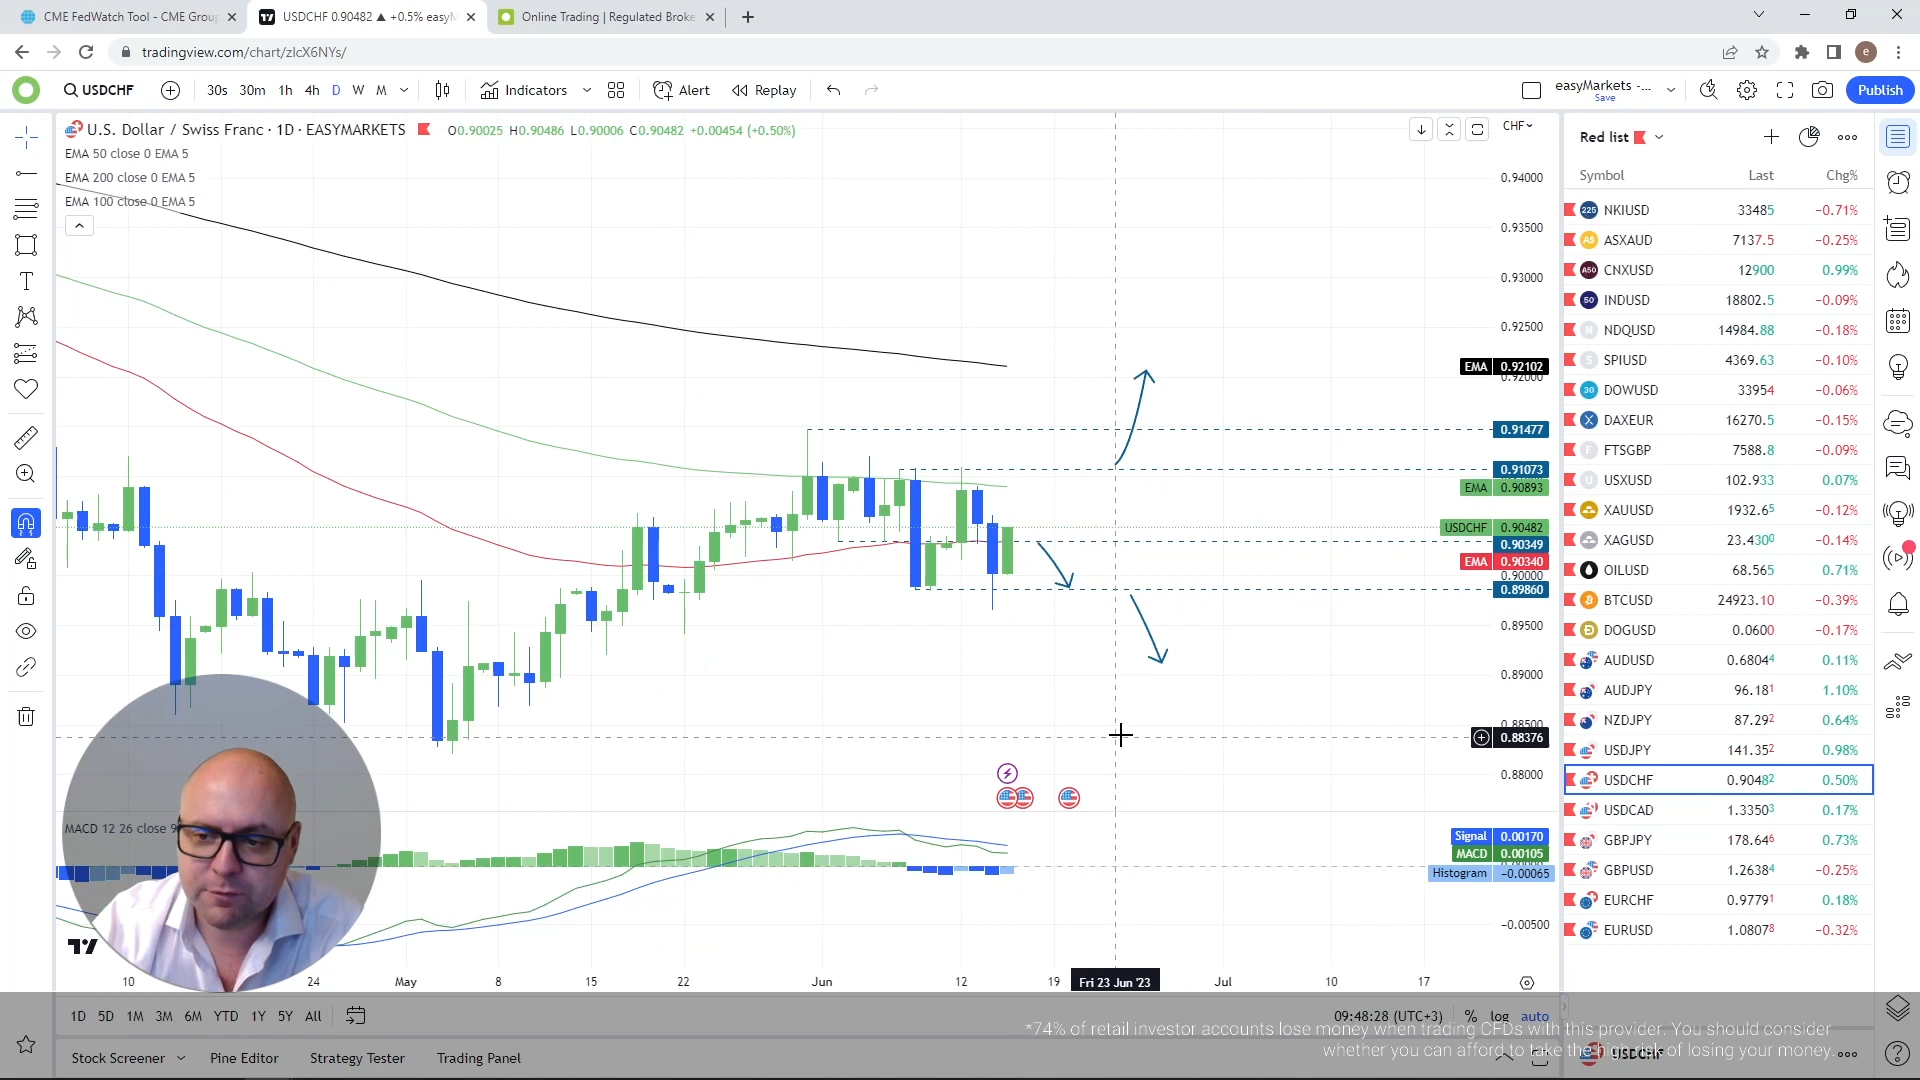 CME FedWatch Tool - CME Group
USDCHF 0.90482 ▲ +0.5% easyM
Online Trading | Regulated Broke
tradingview.com/chart/zIcX6NYs/
e
USDCHF 30s 30m 1h 4h D W M Indicators Alert Replay easyMarkets -... Save Publish
U.S. Dollar / Swiss Franc · 1D · EASYMARKETS O0.90025 H0.90486 L0.90006 C0.90482 +0.00454 (+0.50%)
EMA 50 close 0 EMA 5
EMA 200 close 0 EMA 5
EMA 100 close 0 EMA 5
CHF
0.94000
0.93500
0.93000
0.92500
EMA 0.92102
0.92000
0.91477
0.91073
EMA 0.90893
USDCHF 0.90482
0.90349
EMA 0.90340
0.90000
0.89860
0.89500
0.89000
0.88500
0.88376
0.88000
MACD 12 26 close 9
Signal 0.00170
MACD 0.00105
Histogram −0.00065
−0.00500
10 24 May 8 15 22 Jun 12 19 Fri 23 Jun '23 Jul 10 17
1D 5D 1M 3M 6M YTD 1Y 5Y All
09:48:28 (UTC+3) % log auto
Stock Screener Pine Editor Strategy Tester Trading Panel
Red list
Symbol Last Chg%
225 NKIUSD 33485 −0.71%
A$ ASXAUD 7137.5 −0.25%
A50 CNXUSD 12900 0.99%
50 INDUSD 18802.5 −0.09%
N NDQUSD 14984.88 −0.18%
S SPIUSD 4369.63 −0.10%
30 DOWUSD 33954 −0.06%
X DAXEUR 16270.5 −0.15%
F FTSGBP 7588.8 −0.09%
U USXUSD 102.933 0.07%
XAUUSD 1932.65 −0.12%
XAGUSD 23.4300 −0.14%
OILUSD 68.565 0.71%
BTCUSD 24923.10 −0.39%
DOGUSD 0.0600 −0.17%
AUDUSD 0.68044 0.11%
AUDJPY 96.181 1.10%
NZDJPY 87.292 0.64%
USDJPY 141.352 0.98%
USDCHF 0.90482 0.50%
USDCAD 1.33503 0.17%
GBPJPY 178.646 0.73%
GBPUSD 1.26384 −0.25%
EURCHF 0.97791 0.18%
EURUSD 1.08078 −0.32%
USDCHF
*74% of retail investor accounts lose money when trading CFDs with this provider. You should consider
whether you can afford to take the high risk of losing your money.